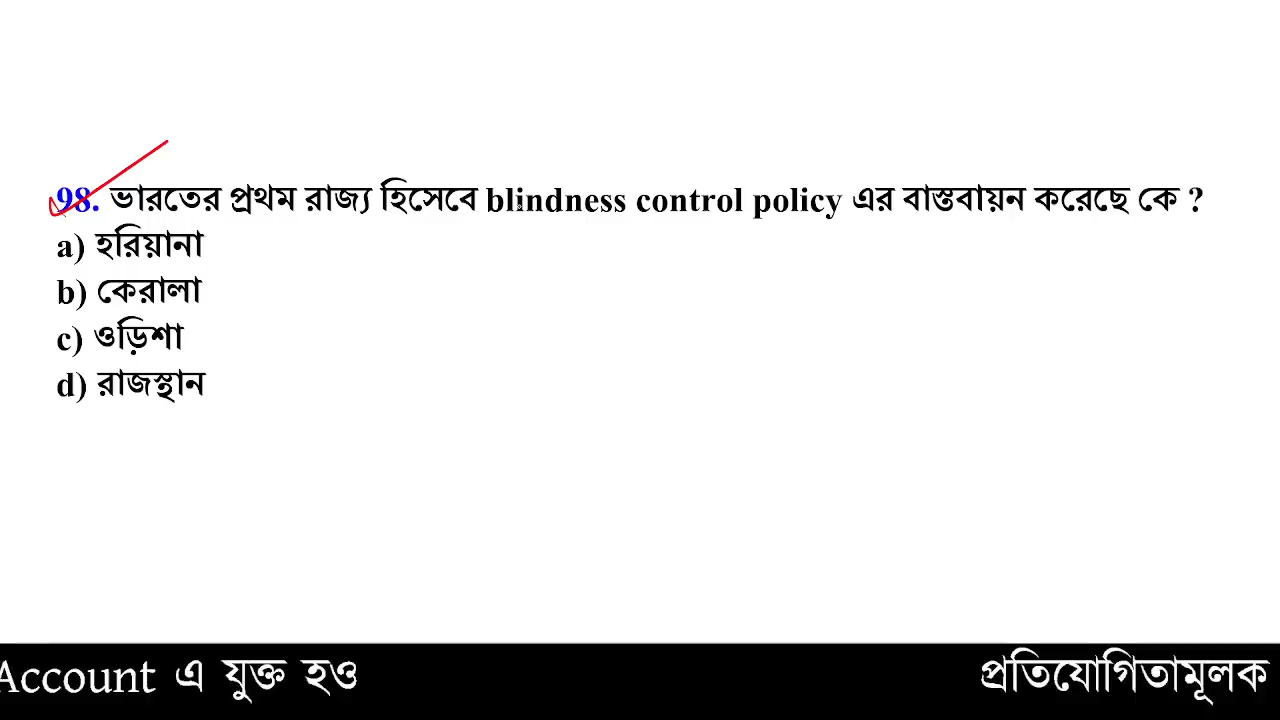 98. ভারতের প্রথম রাজ্য হিসেবে blindness control policy এর বাস্তবায়ন করেছে কে ?
a) হরিয়ানা
b) কেরালা
c) ওড়িশা
d) রাজস্থান
Account এ যুক্ত হও প্রতিযোগিতামূলক